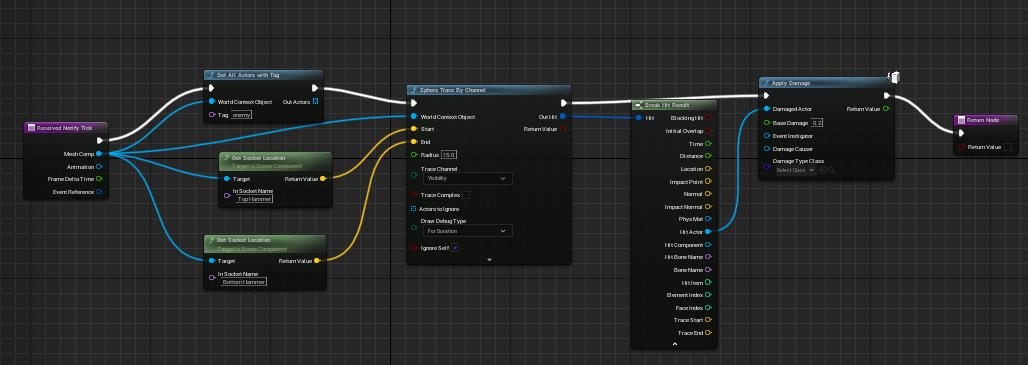 Received Notify Tick
Mesh Comp
Animation
Frame Delta Time
Event Reference
Get All Actors with Tag
World Context Object
Out Actors
Tag
enemy
Get Socket Location
Target is Scene Component
Target
Return Value
In Socket Name
Top Hammer
Get Socket Location
Target is Scene Component
Target
Return Value
In Socket Name
Bottom Hammer
Sphere Trace By Channel
World Context Object
Out Hit
Start
Return Value
End
Radius
15.0
Trace Channel
Visibility
Trace Complex
Actors to Ignore
Draw Debug Type
For Duration
Ignore Self
Break Hit Result
Hit
Blocking Hit
Initial Overlap
Time
Distance
Location
Impact Point
Normal
Impact Normal
Phys Mat
Hit Actor
Hit Component
Hit Bone Name
Bone Name
Hit Item
Element Index
Face Index
Trace Start
Trace End
Apply Damage
Damaged Actor
Return Value
Base Damage
0.2
Event Instigator
Damage Causer
Damage Type Class
Select Class
Return Node
Return Value